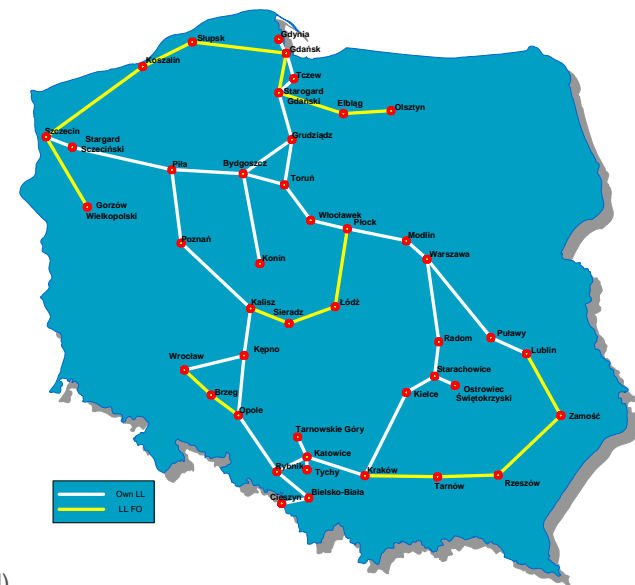 Gdynia
Słupsk
Gdańsk
Koszalin
Tczew
Starogard
Gdański
Elbląg
Olsztyn
Szczecin
Stargard
Sczeciński
Grudziądz
Piła
Bydgoszcz
Toruń
Gorzów
Wielkopolski
Włocławek
Płock
Poznań
Modlin
Konin
Warszawa
Kalisz
Sieradz
Łódź
Puławy
Radom
Lublin
Wrocław
Kępno
Starachowice
Brzeg
Kielce
Ostrowiec
Świętokrzyski
Opole
Zamość
Tarnowskie Góry
Katowice
Rybnik
Tychy
Kraków
Tarnów
Rzeszów
Cieszyn
Bielsko-Biała
Own LL
LL FO